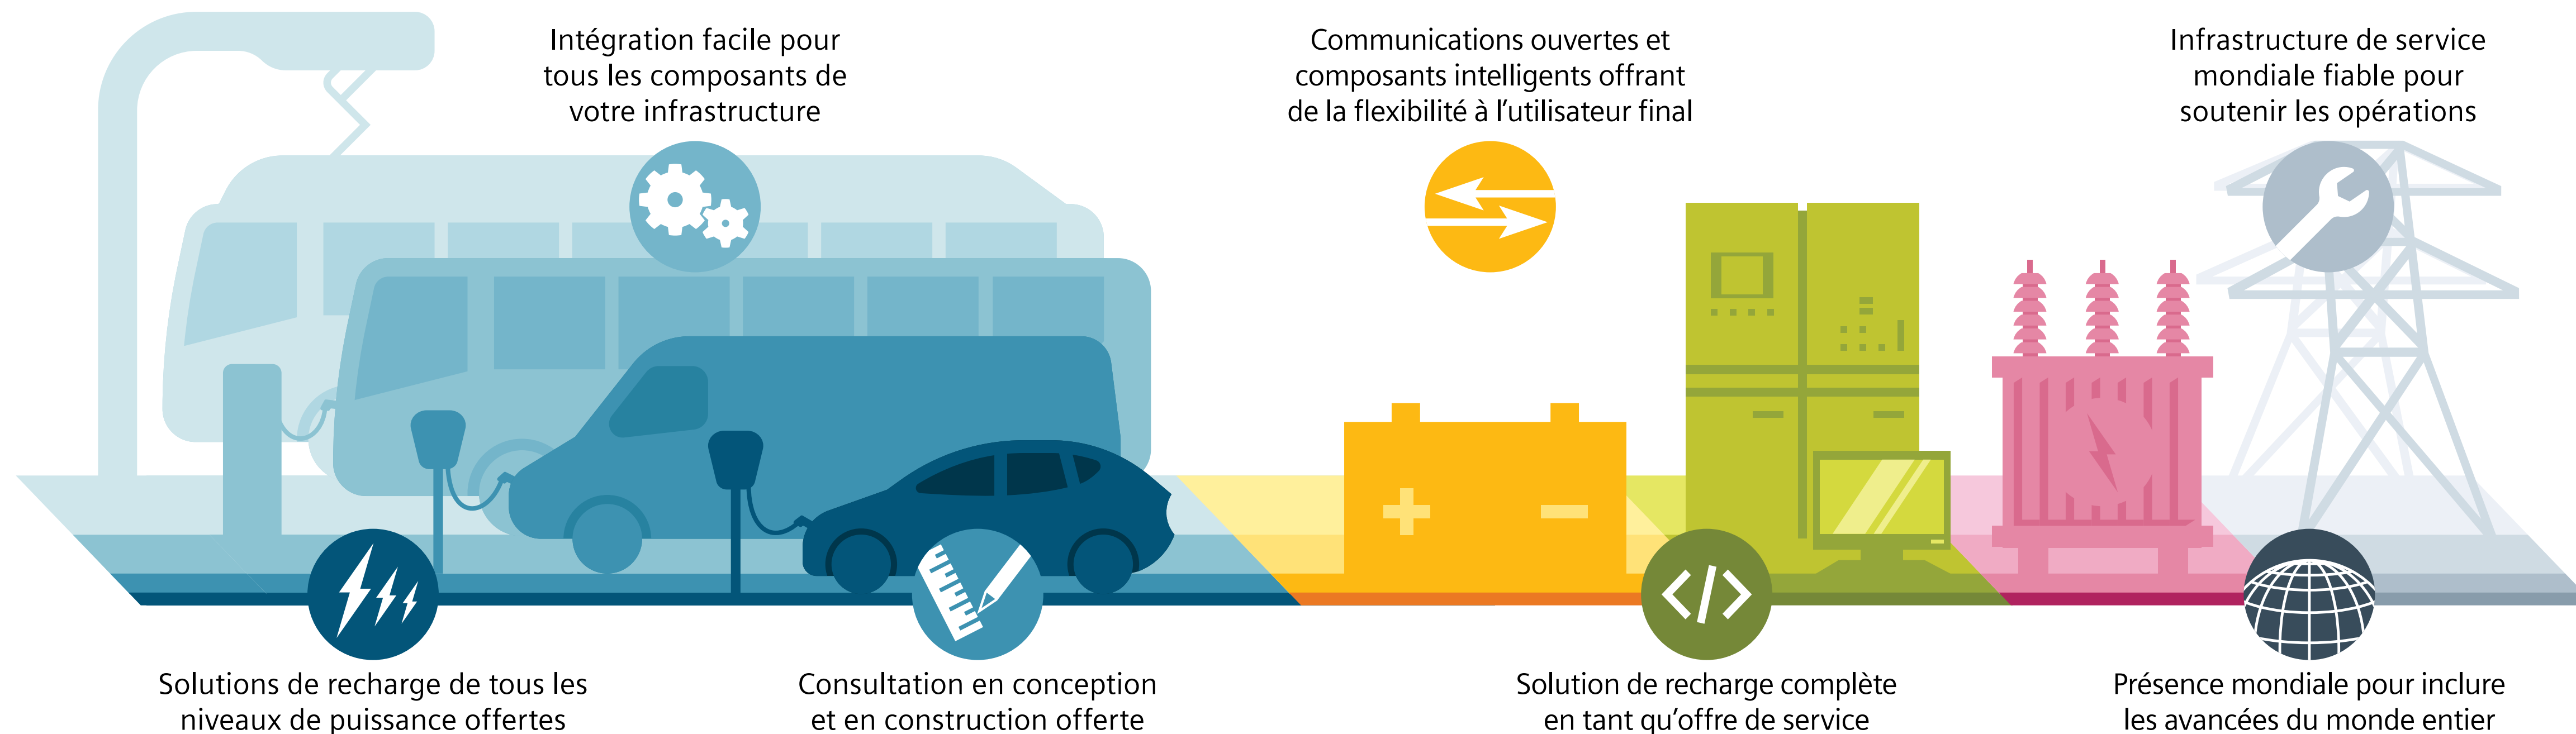 Intégration facile pour
tous les composants de
votre infrastructure
Communications ouvertes et
composants intelligents offrant
de la flexibilité à l’utilisateur final
Infrastructure de service
mondiale fiable pour
soutenir les opérations
Solutions de recharge de tous les
niveaux de puissance offertes
Consultation en conception
et en construction offerte
Solution de recharge complète
en tant qu’offre de service
Présence mondiale pour inclure
les avancées du monde entier